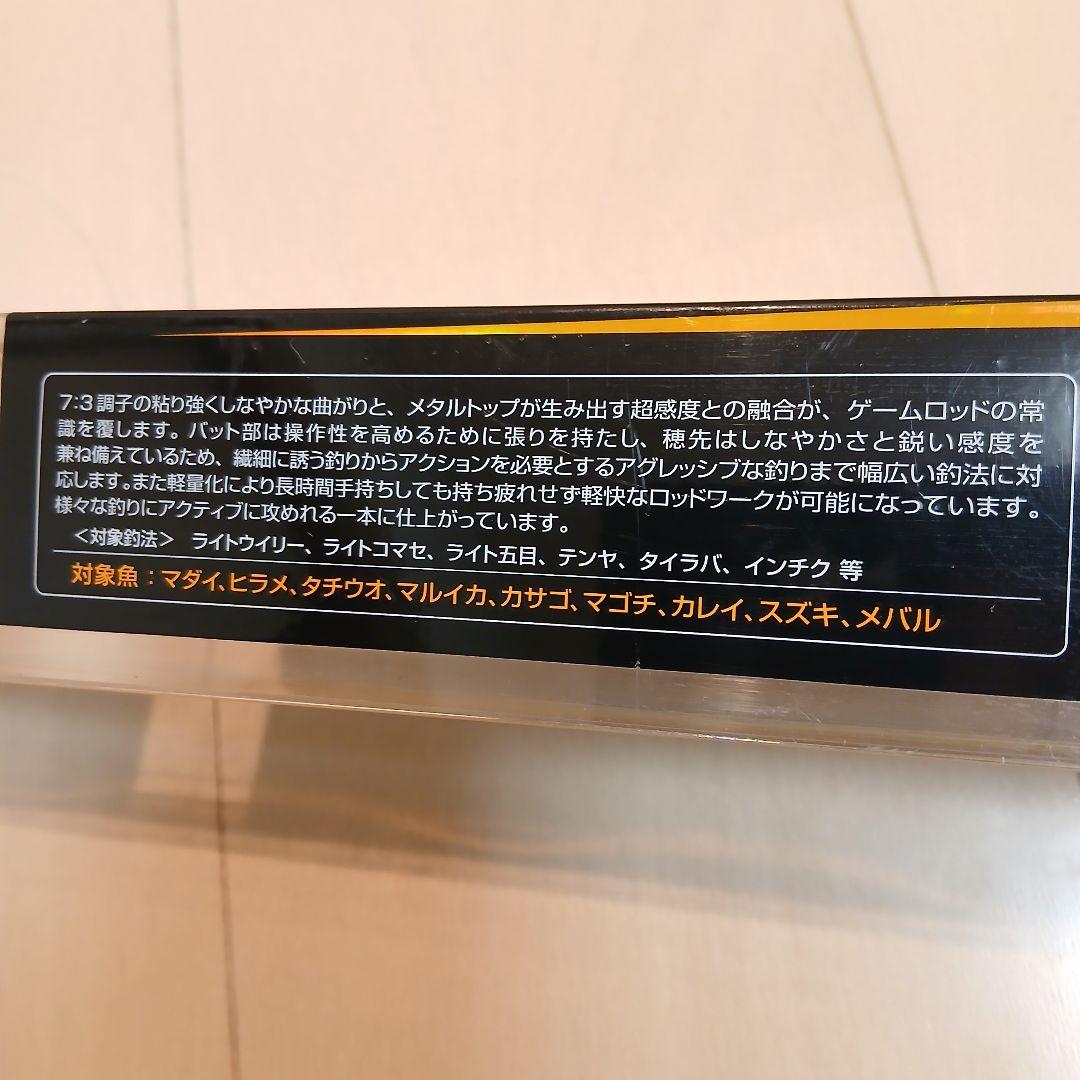 7:3調子の粘り強くしなやかな曲がりと、メタルトップが生み出す超感度との融合が、ゲームロッドの常
識を覆します。バット部は操作性を高めるために張りを持たし、穂先はしなやかさと鋭い感度を
兼ね備えているため、繊細に誘う釣りからアクションを必要とするアグレッシブな釣りまで幅広い釣法に対
応します。また軽量化により長時間手持ちしても持ち疲れせず軽快なロッドワークが可能になっています。
様々な釣りにアクティブに攻めれる一本に仕上がっています。
＜対象釣法＞ ライトウイリー、ライトコマセ、ライト五目、テンヤ、タイラバ、インチク 等
対象魚：マダイ、ヒラメ、タチウオ、マルイカ、カサゴ、マゴチ、カレイ、スズキ、メバル